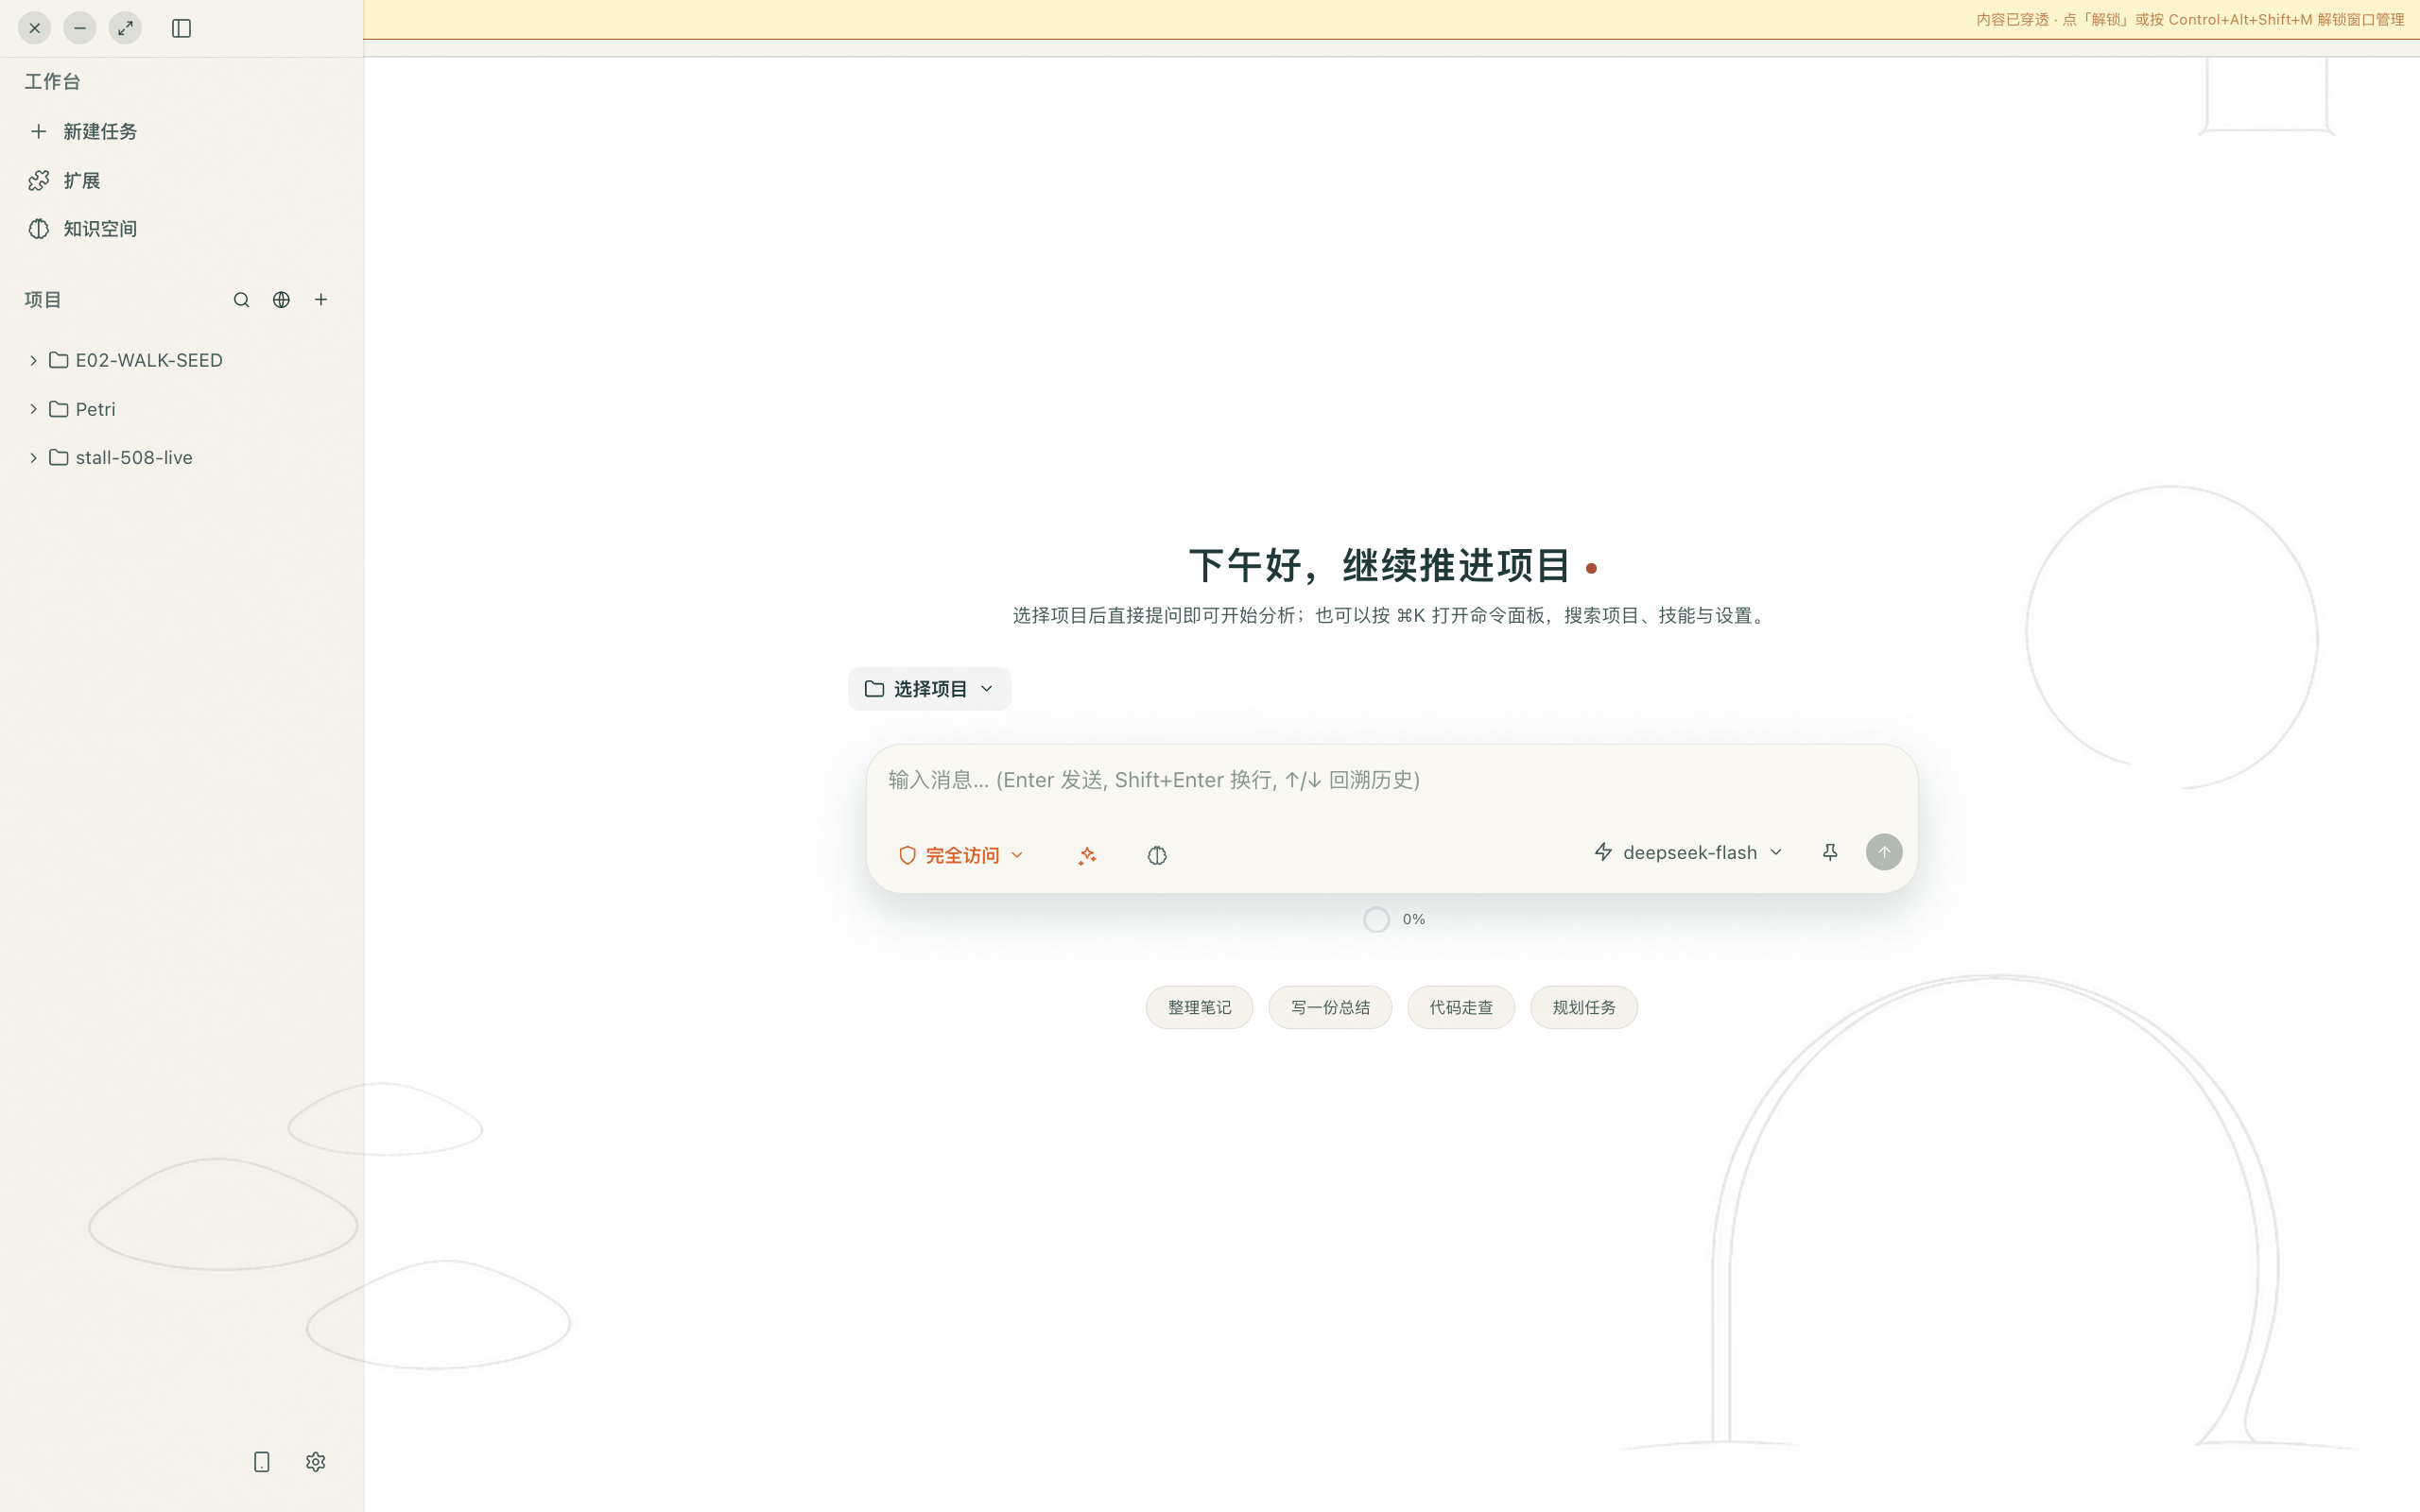 内容已穿透 · 点「解锁」或按 Control+Alt+Shift+M 解锁窗口管理
工作台
新建任务
扩展
知识空间
项目
E02-WALK-SEED
Petri
stall-508-live
下午好，继续推进项目
选择项目后直接提问即可开始分析；也可以按 ⌘K 打开命令面板，搜索项目、技能与设置。
选择项目
输入消息... (Enter 发送, Shift+Enter 换行, ↑/↓ 回溯历史)
完全访问
deepseek-flash
0%
整理笔记 写一份总结 代码走查 规划任务